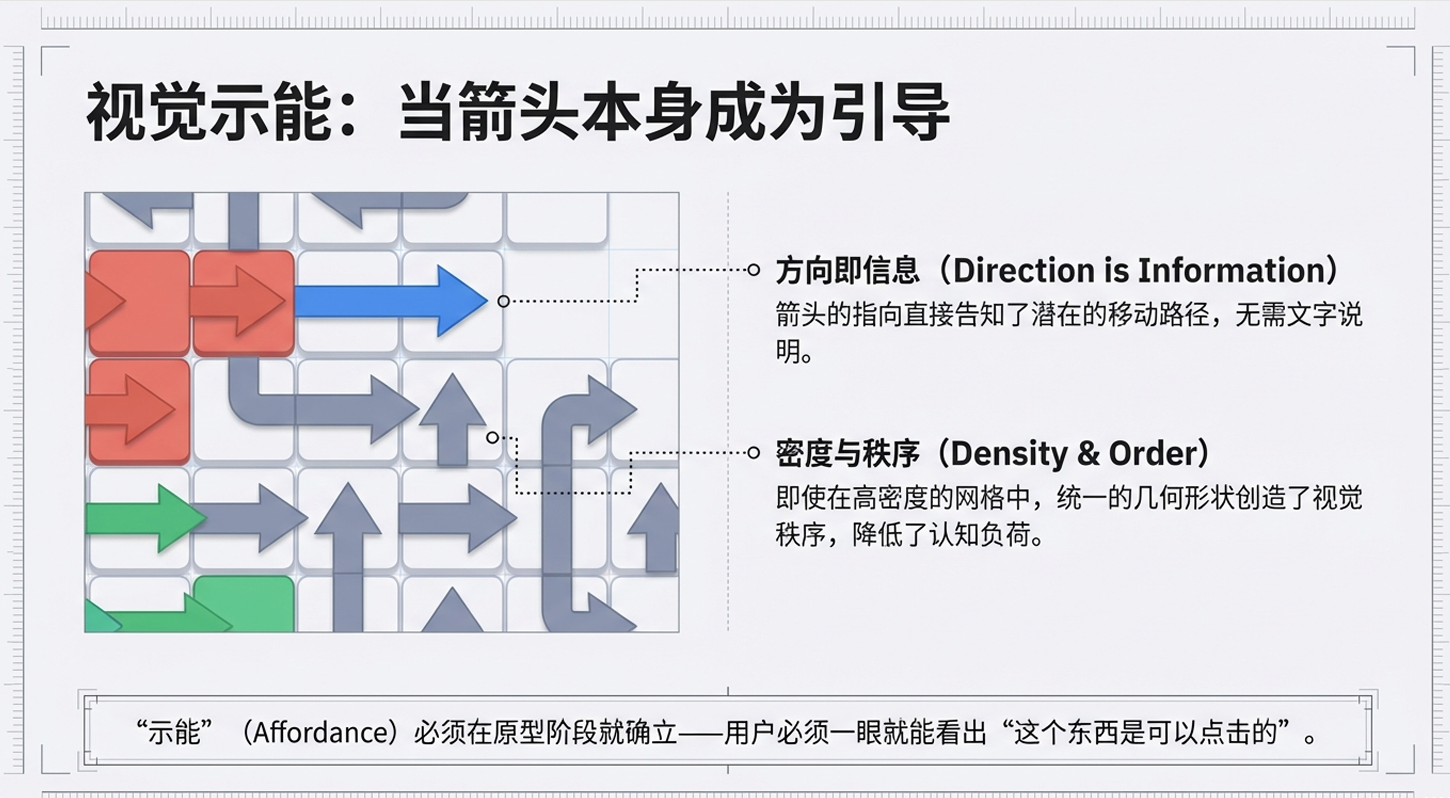 视觉示能：当箭头本身成为引导
方向即信息（Direction is Information）
箭头的指向直接告知了潜在的移动路径，无需文字说
明。
密度与秩序（Density & Order）
即使在高密度的网格中，统一的几何形状创造了视觉
秩序，降低了认知负荷。
“示能”（Affordance）必须在原型阶段就确立——用户必须一眼就能看出“这个东西是可以点击的”。